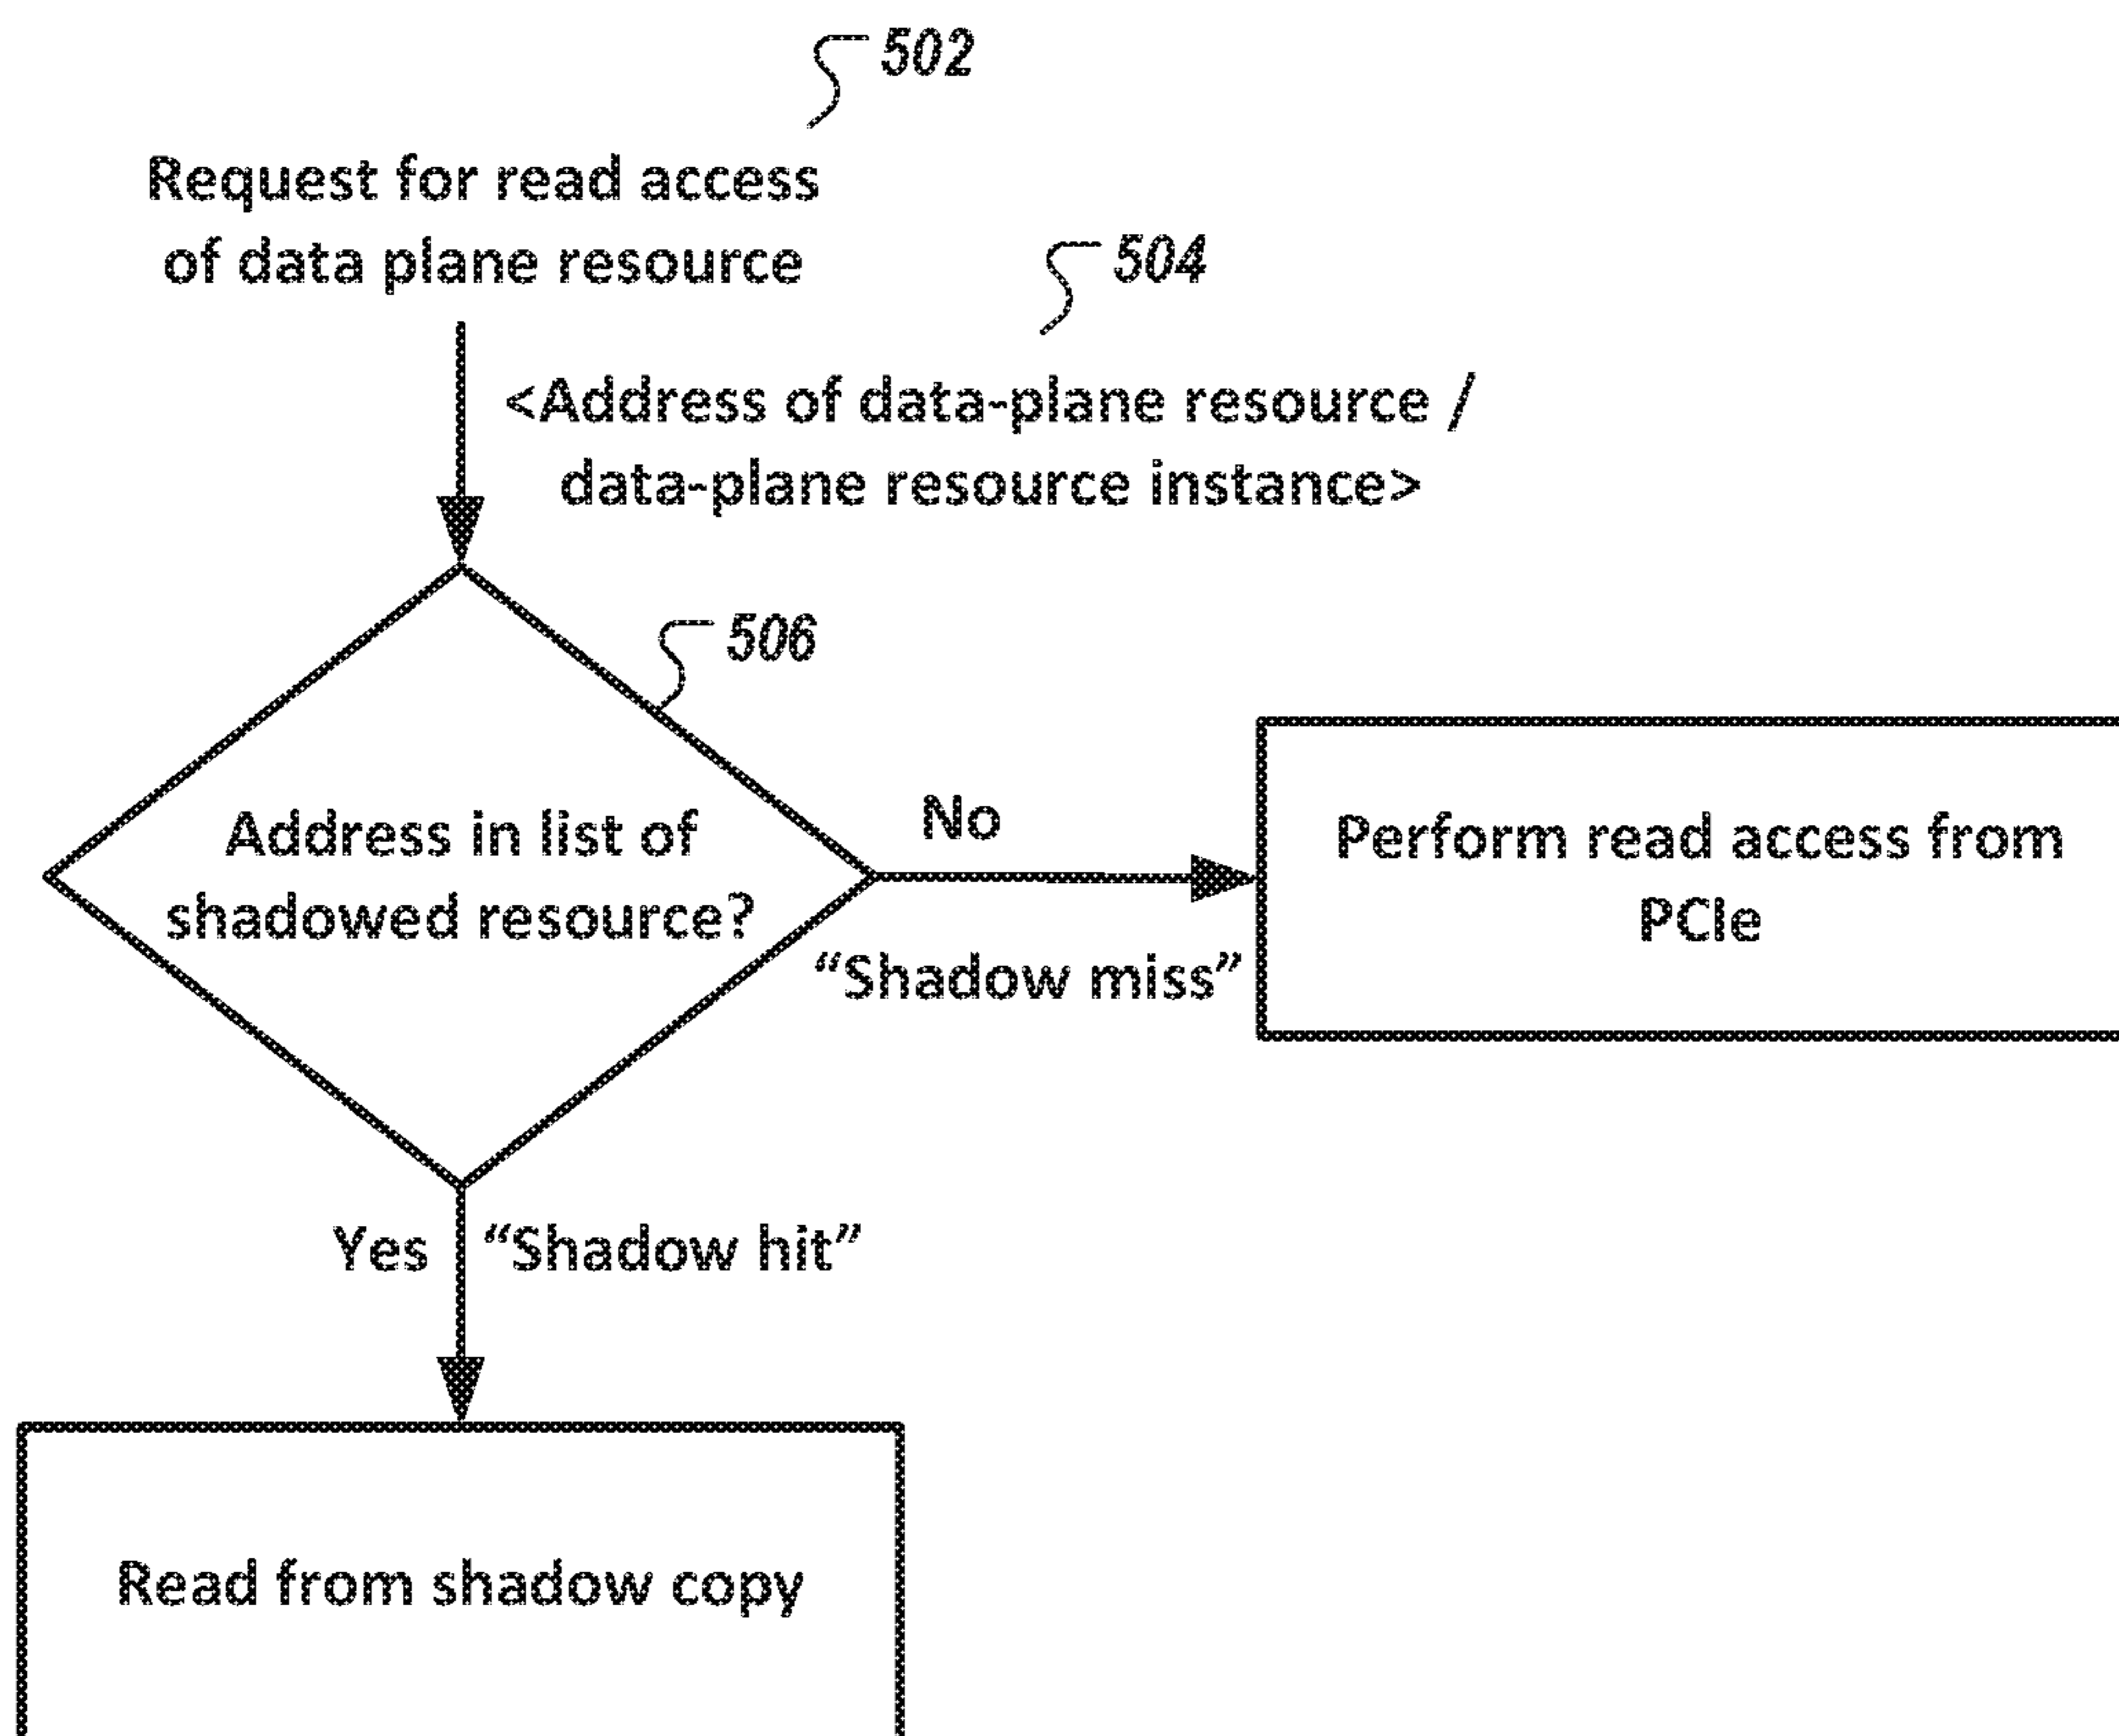 502
Request for read access
of data plane resource
504
<Address of data-plane resource /
data-plane resource instance>
506
Address in list of
shadowed resource?
No
“Shadow miss”
Perform read access from
PCIe
Yes
“Shadow hit”
Read from shadow copy